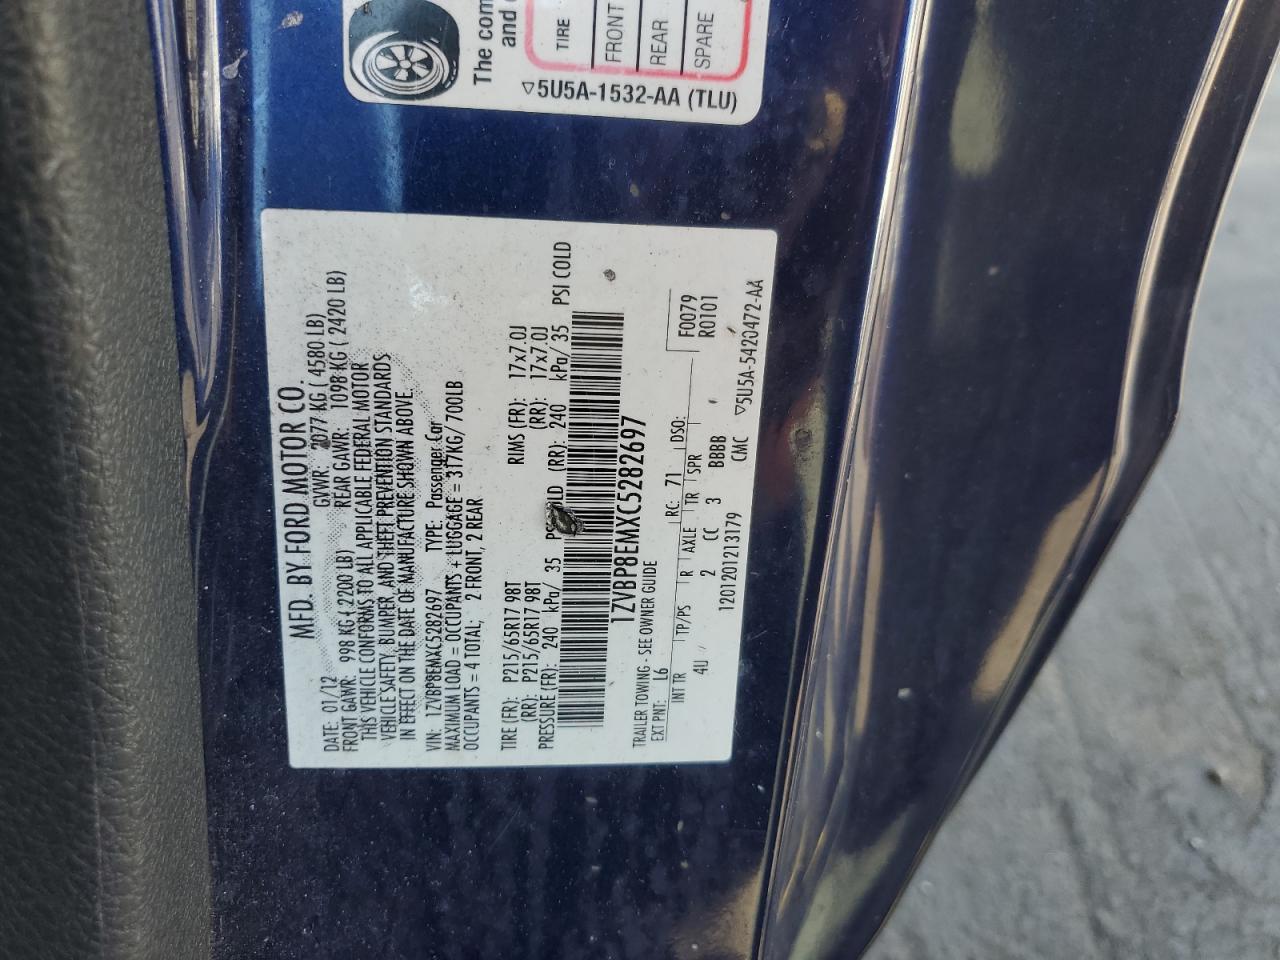 MFD. BY FORD MOTOR CO.
DATE: 01/12 GVWR: 2077 KG ( 4580 LB)
FRONT GAWR: 998 KG ( 2200 LB) REAR GAWR: 1098 KG ( 2420 LB)
THIS VEHICLE CONFORMS TO ALL APPLICABLE FEDERAL MOTOR
VEHICLE SAFETY, BUMPER, AND THEFT PREVENTION STANDARDS
IN EFFECT ON THE DATE OF MANUFACTURE SHOWN ABOVE.
VIN: 1ZVBP8EMXC5282697 TYPE: Passenger Car
MAXIMUM LOAD = OCCUPANTS + LUGGAGE = 317KG/700LB
OCCUPANTS = 4 TOTAL; 2 FRONT, 2 REAR
TIRE (FR): P215/65R17 98T RIMS (FR): 17x7.0J
(RR): P215/65R17 98T (RR): 17x7.0J
PRESSURE (FR): 240 kPa/ 35 (RR): 240 kPa/ 35 PSI COLD
1ZVBP8EMXC5282697
TRAILER TOWING - SEE OWNER GUIDE
EXT PNT: L6 RC: 71 DSO: F0079
INT TR TP/PS R AXLE TR SPR R0101
4U 2 CC 3 BBBB
120120121 3179 CMC ▽5U5A-5420472-AA
The com
and
TIRE
FRONT
REAR
SPARE
▽5U5A-1532-AA (TLU)